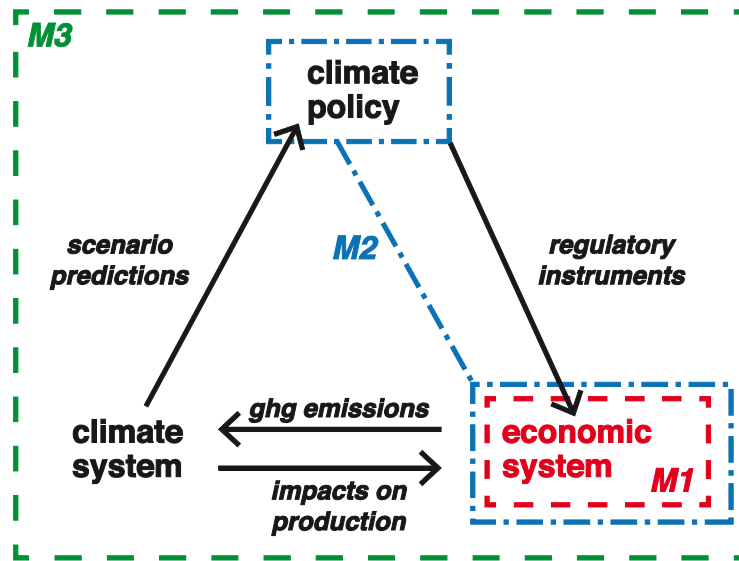 M3
climate
policy
scenario
predictions
M2
regulatory
instruments
ghg emissions
climate
system
economic
system
M1
impacts on
production